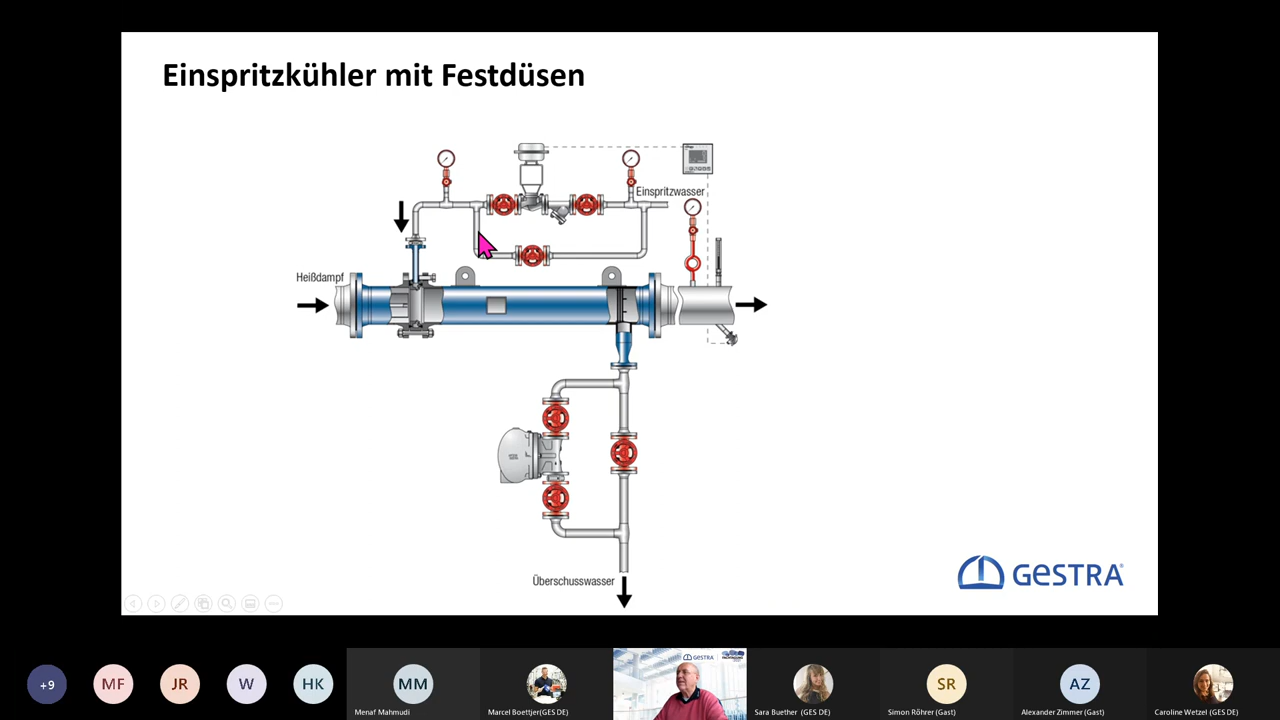 Einspritzkühler mit Festdüsen
Einspritzwasser
Heißdampf
Überschusswasser
GESTRA
+9
MF
JR
W
HK
MM
Menaf Mahmudi
Marcel Boettjer(GES DE)
GESTRA
Sara Buether (GES DE)
SR
Simon Röhrer (Gast)
AZ
Alexander Zimmer (Gast)
Caroline Wetzel (GES DE)